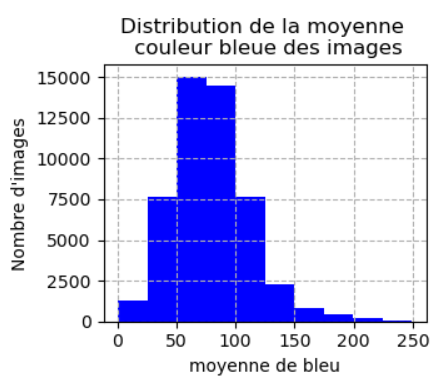 Distribution de la moyenne
couleur bleue des images
15000
12500
10000
7500
5000
2500
0
Nombre d'images
0 50 100 150 200 250
moyenne de bleu